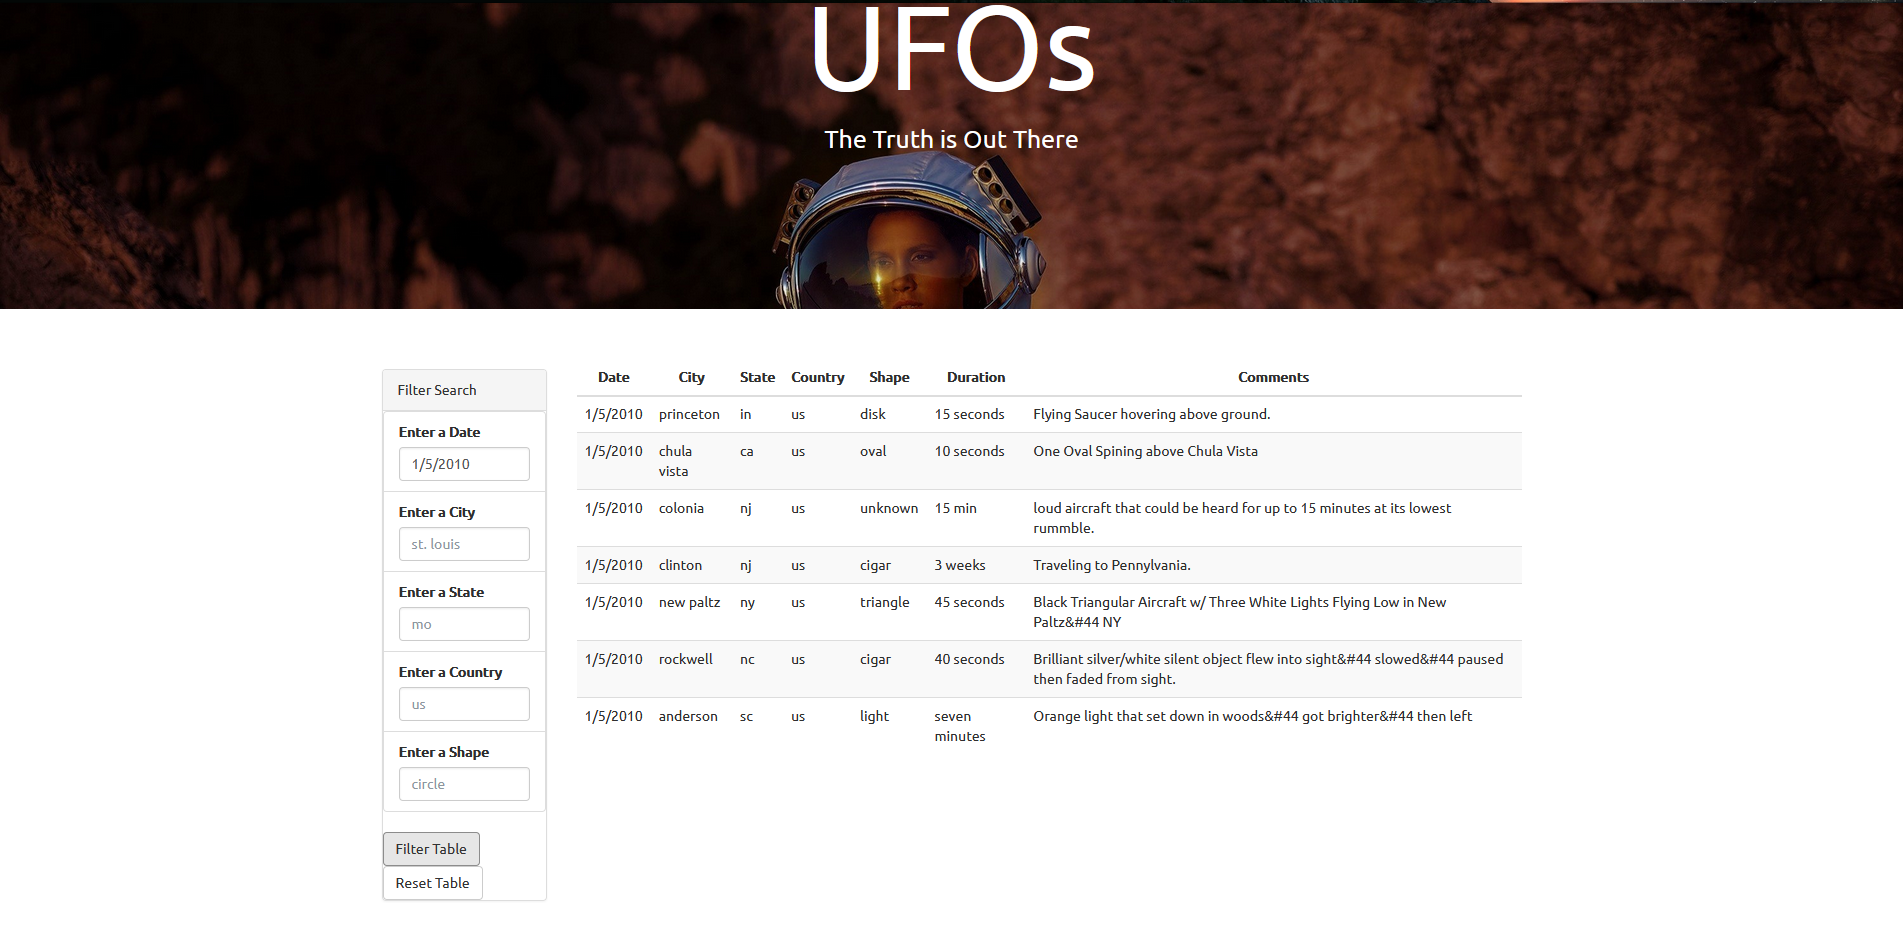 UFOs
The Truth is Out There
Filter Search
Enter a Date
1/5/2010
Enter a City
st. louis
Enter a State
mo
Enter a Country
us
Enter a Shape
circle
Filter Table
Reset Table
Date City State Country Shape Duration Comments
1/5/2010 princeton in us disk 15 seconds Flying Saucer hovering above ground.
1/5/2010 chula ca us oval 10 seconds One Oval Spining above Chula Vista
vista
1/5/2010 colonia nj us unknown 15 min loud aircraft that could be heard for up to 15 minutes at its lowest
rummble.
1/5/2010 clinton nj us cigar 3 weeks Traveling to Pennylvania.
1/5/2010 new paltz ny us triangle 45 seconds Black Triangular Aircraft w/ Three White Lights Flying Low in New
Paltz&#44 NY
1/5/2010 rockwell nc us cigar 40 seconds Brilliant silver/white silent object flew into sight&#44 slowed&#44 paused
then faded from sight.
1/5/2010 anderson sc us light seven Orange light that set down in woods&#44 got brighter&#44 then left
minutes